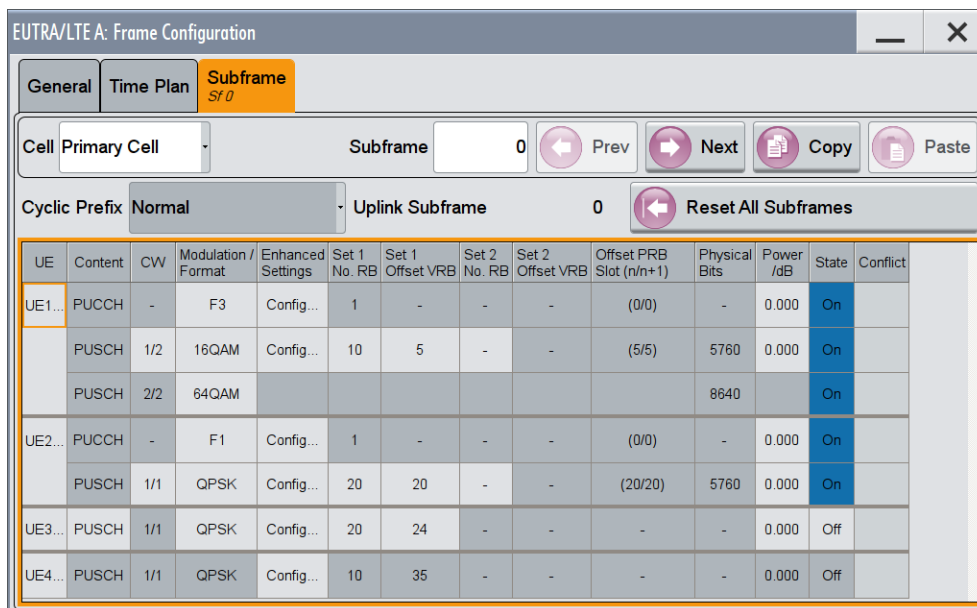 EUTRA/LTE A: Frame Configuration
General Time Plan Subframe
Sf 0
Cell Primary Cell Subframe 0 Prev Next Copy Paste
Cyclic Prefix Normal Uplink Subframe 0 Reset All Subframes
UE Content CW Modulation / Format Enhanced Settings Set 1 No. RB Set 1 Offset VRB Set 2 No. RB Set 2 Offset VRB Offset PRB Slot (n/n+1) Physical Bits Power /dB State Conflict
UE1... PUCCH - F3 Config... 1 - - - (0/0) - 0.000 On
PUSCH 1/2 16QAM Config... 10 5 - - (5/5) 5760 0.000 On
PUSCH 2/2 64QAM 8640 On
UE2... PUCCH - F1 Config... 1 - - - (0/0) - 0.000 On
PUSCH 1/1 QPSK Config... 20 20 - - (20/20) 5760 0.000 On
UE3... PUSCH 1/1 QPSK Config... 20 24 - - - - 0.000 Off
UE4... PUSCH 1/1 QPSK Config... 10 35 - - - - 0.000 Off